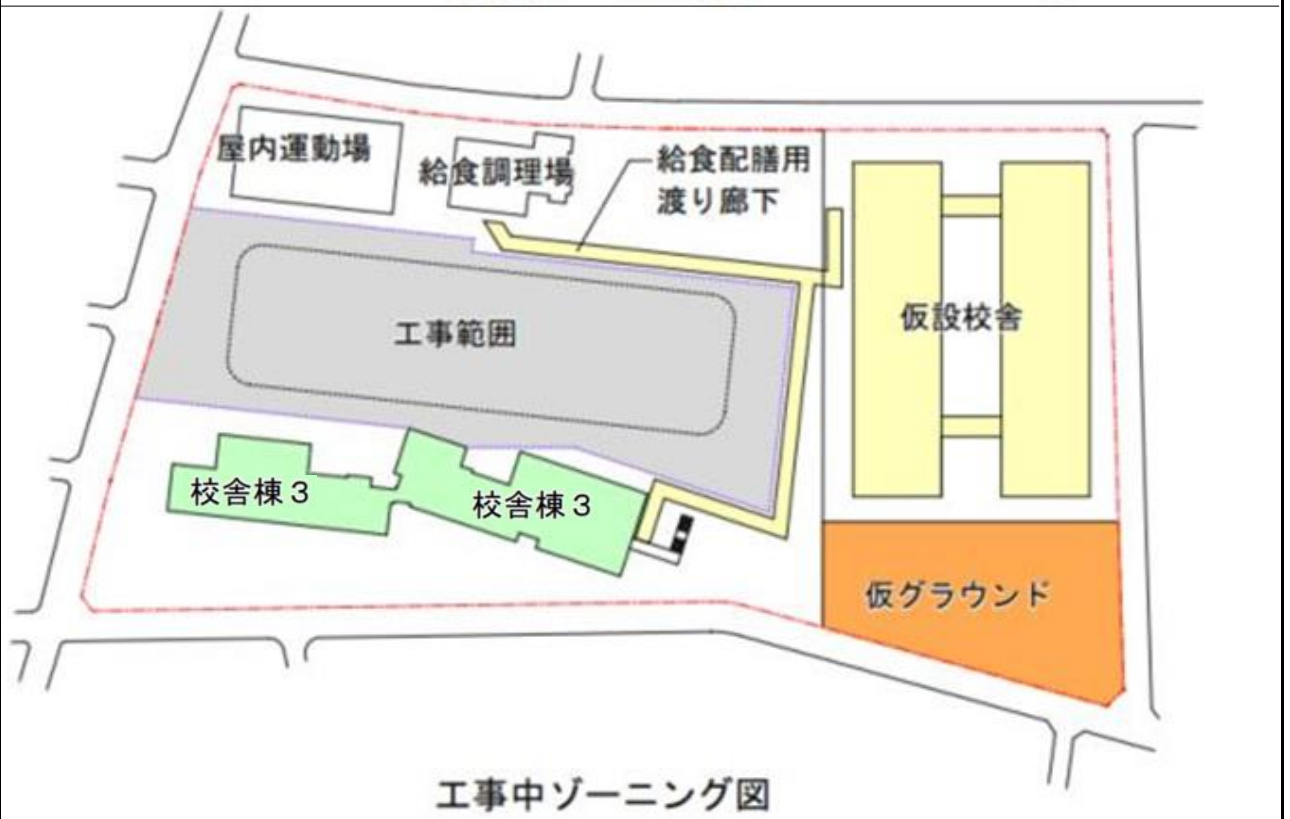 屋内運動場
給食調理場
給食配膳用
渡り廊下
工事範囲
仮設校舎
校舎棟３
校舎棟３
仮グラウンド
工事中ゾーニング図